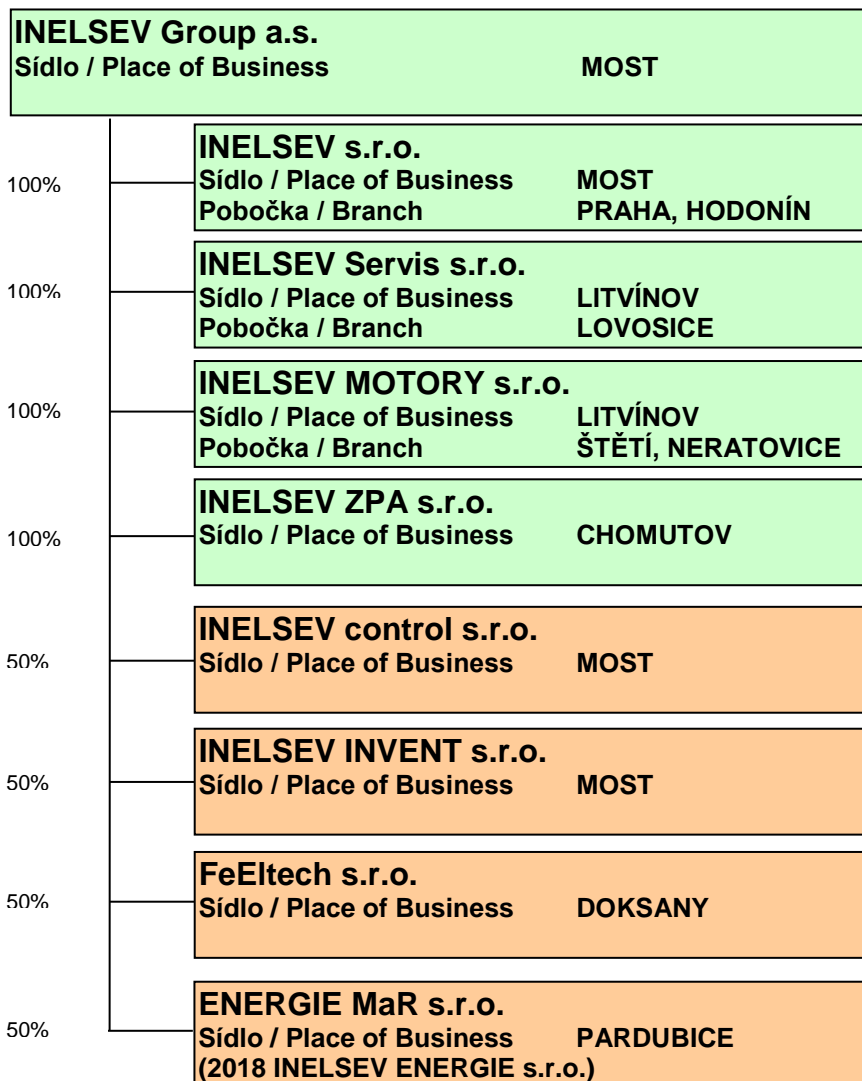 INELSEV Group a.s.
Sídlo / Place of Business MOST
100%
INELSEV s.r.o.
Sídlo / Place of Business MOST
Pobočka / Branch PRAHA, HODONÍN
100%
INELSEV Servis s.r.o.
Sídlo / Place of Business LITVÍNOV
Pobočka / Branch LOVOSICE
100%
INELSEV MOTORY s.r.o.
Sídlo / Place of Business LITVÍNOV
Pobočka / Branch ŠTĚTÍ, NERATOVICE
100%
INELSEV ZPA s.r.o.
Sídlo / Place of Business CHOMUTOV
50%
INELSEV control s.r.o.
Sídlo / Place of Business MOST
50%
INELSEV INVENT s.r.o.
Sídlo / Place of Business MOST
50%
FeEltech s.r.o.
Sídlo / Place of Business DOKSANY
50%
ENERGIE MaR s.r.o.
Sídlo / Place of Business PARDUBICE
(2018 INELSEV ENERGIE s.r.o.)